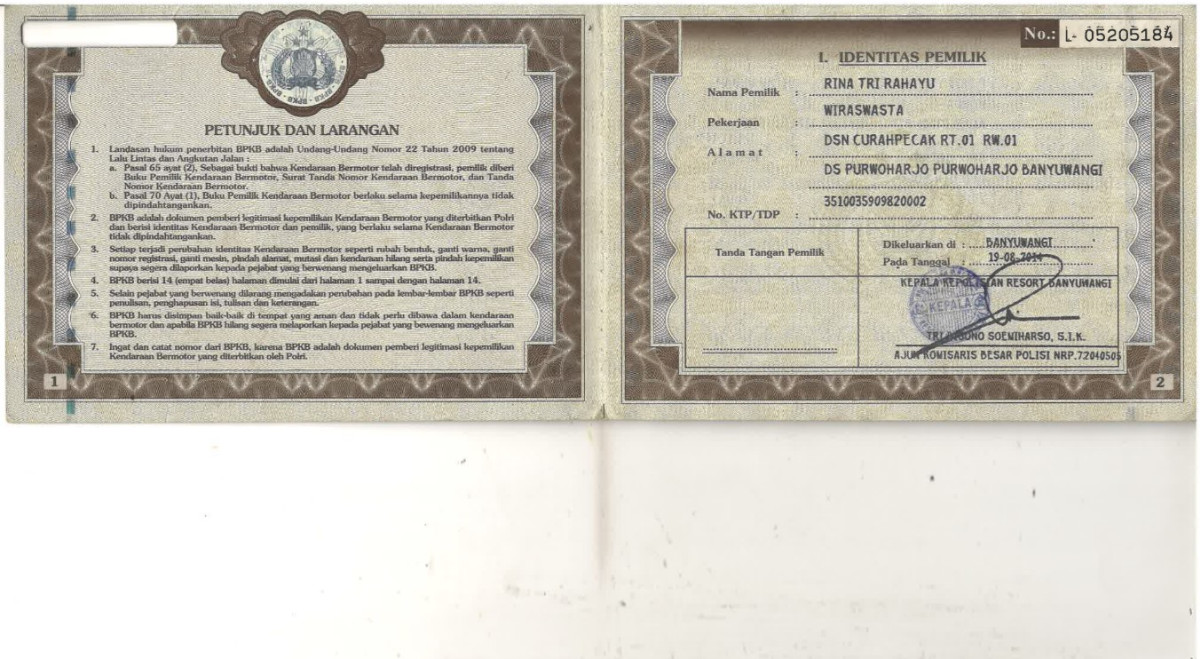 PETUNJUK DAN LARANGAN
1. Landasan hukum penerbitan BPKB adalah Undang-Undang Nomor 22 Tahun 2009 tentang
Lalu Lintas dan Angkutan Jalan :
a. Pasal 65 ayat (2), Sebagai bukti bahwa Kendaraan Bermotor telah diregistrasi, pemilik diberi
Buku Pemilik Kendaraan Bermotor, Surat Tanda Nomor Kendaraan Bermotor, dan Tanda
Nomor Kendaraan Bermotor.
b. Pasal 70 Ayat (1), Buku Pemilik Kendaraan Bermotor berlaku selama kepemilikannya tidak
dipindahtangankan.
2. BPKB adalah dokumen pemberi legitimasi kepemilikan Kendaraan Bermotor yang diterbitkan Polri
dan berisi identitas Kendaraan Bermotor dan pemilik, yang berlaku selama Kendaraan Bermotor
tidak dipindahtangankan.
3. Setiap terjadi perubahan identitas Kendaraan Bermotor seperti rubah bentuk, ganti warna, ganti
nomor registrasi, ganti mesin, pindah alamat, mutasi dan kendaraan hilang serta pindah kepemilikan
supaya segera dilaporkan kepada pejabat yang berwenang mengeluarkan BPKB.
4. BPKB berisi 14 (empat belas) halaman dimulai dari halaman 1 sampai dengan halaman 14.
5. Selain pejabat yang berwenang dilarang mengadakan perubahan pada lembar-lembar BPKB seperti
penulisan, penghapusan isi, tulisan dan keterangan.
6. BPKB harus disimpan baik-baik di tempat yang aman dan tidak perlu dibawa dalam kendaraan
bermotor dan apabila BPKB hilang segera melaporkan kepada pejabat yang bewenang mengeluarkan
BPKB.
7. Ingat dan catat nomor dari BPKB, karena BPKB adalah dokumen pemberi legitimasi kepemilikan
Kendaraan Bermotor yang diterbitkan oleh Polri.
1
No.: L- 05205184
I. IDENTITAS PEMILIK
Nama Pemilik : RINA TRI RAHAYU
Pekerjaan : WIRASWASTA
Alamat : DSN CURAHPECAK RT.01 RW.01
DS PURWOHARJO PURWOHARJO BANYUWANGI
No. KTP/TDP : 3510035909820002
Tanda Tangan Pemilik
Dikeluarkan di : BANYUWANGI
Pada Tanggal : 19-08-2014
KEPALA KEPOLISIAN RESORT BANYUWANGI
KEPALA
SOEWIHARSO, S.I.K.
AJUN KOMISARIS BESAR POLISI NRP.72040505
2